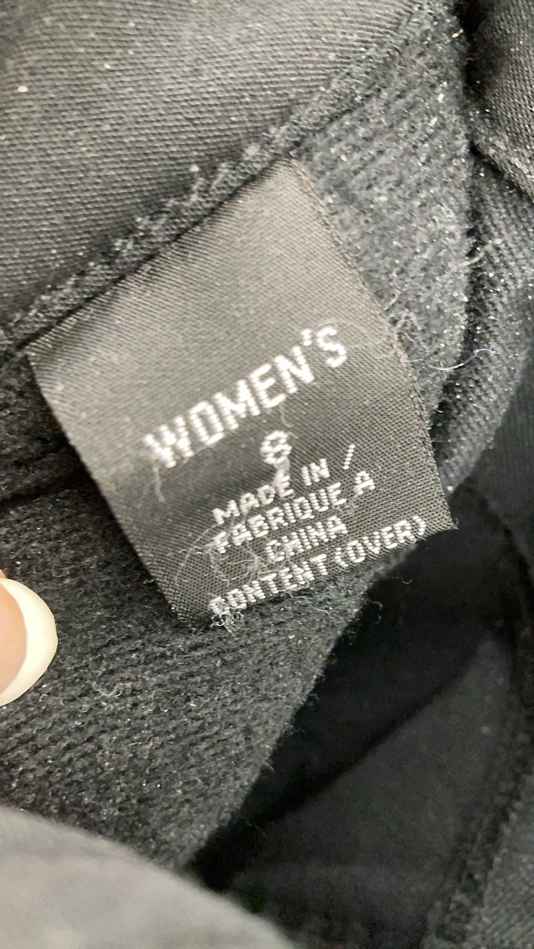 WOMEN'S
8
MADE IN /
FABRIQUE A
CHINA
CONTENT (OVER)